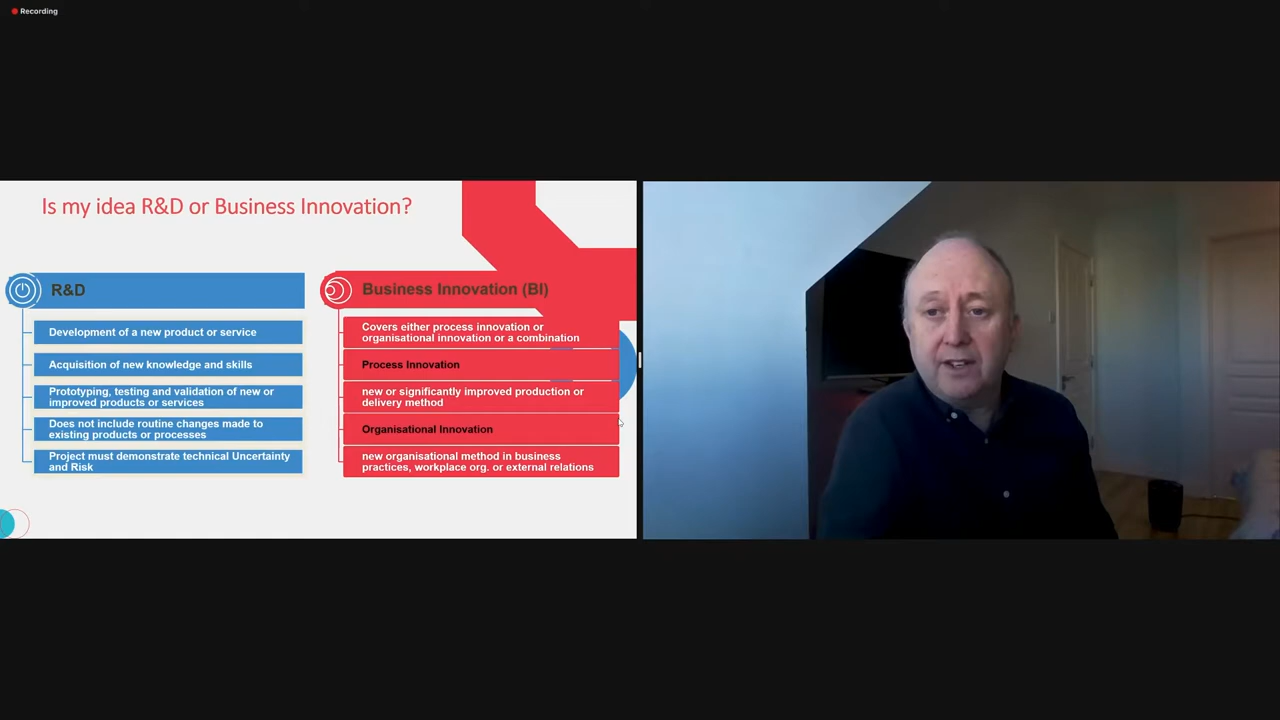 Recording
Is my idea R&D or Business Innovation?
R&D
Development of a new product or service
Acquisition of new knowledge and skills
Prototyping, testing and validation of new or
improved products or services
Does not include routine changes made to
existing products or processes
Project must demonstrate technical Uncertainty
and Risk
Business Innovation (BI)
Covers either process innovation or
organisational innovation or a combination
Process Innovation
new or significantly improved production or
delivery method
Organisational Innovation
new organisational method in business
practices, workplace org. or external relations